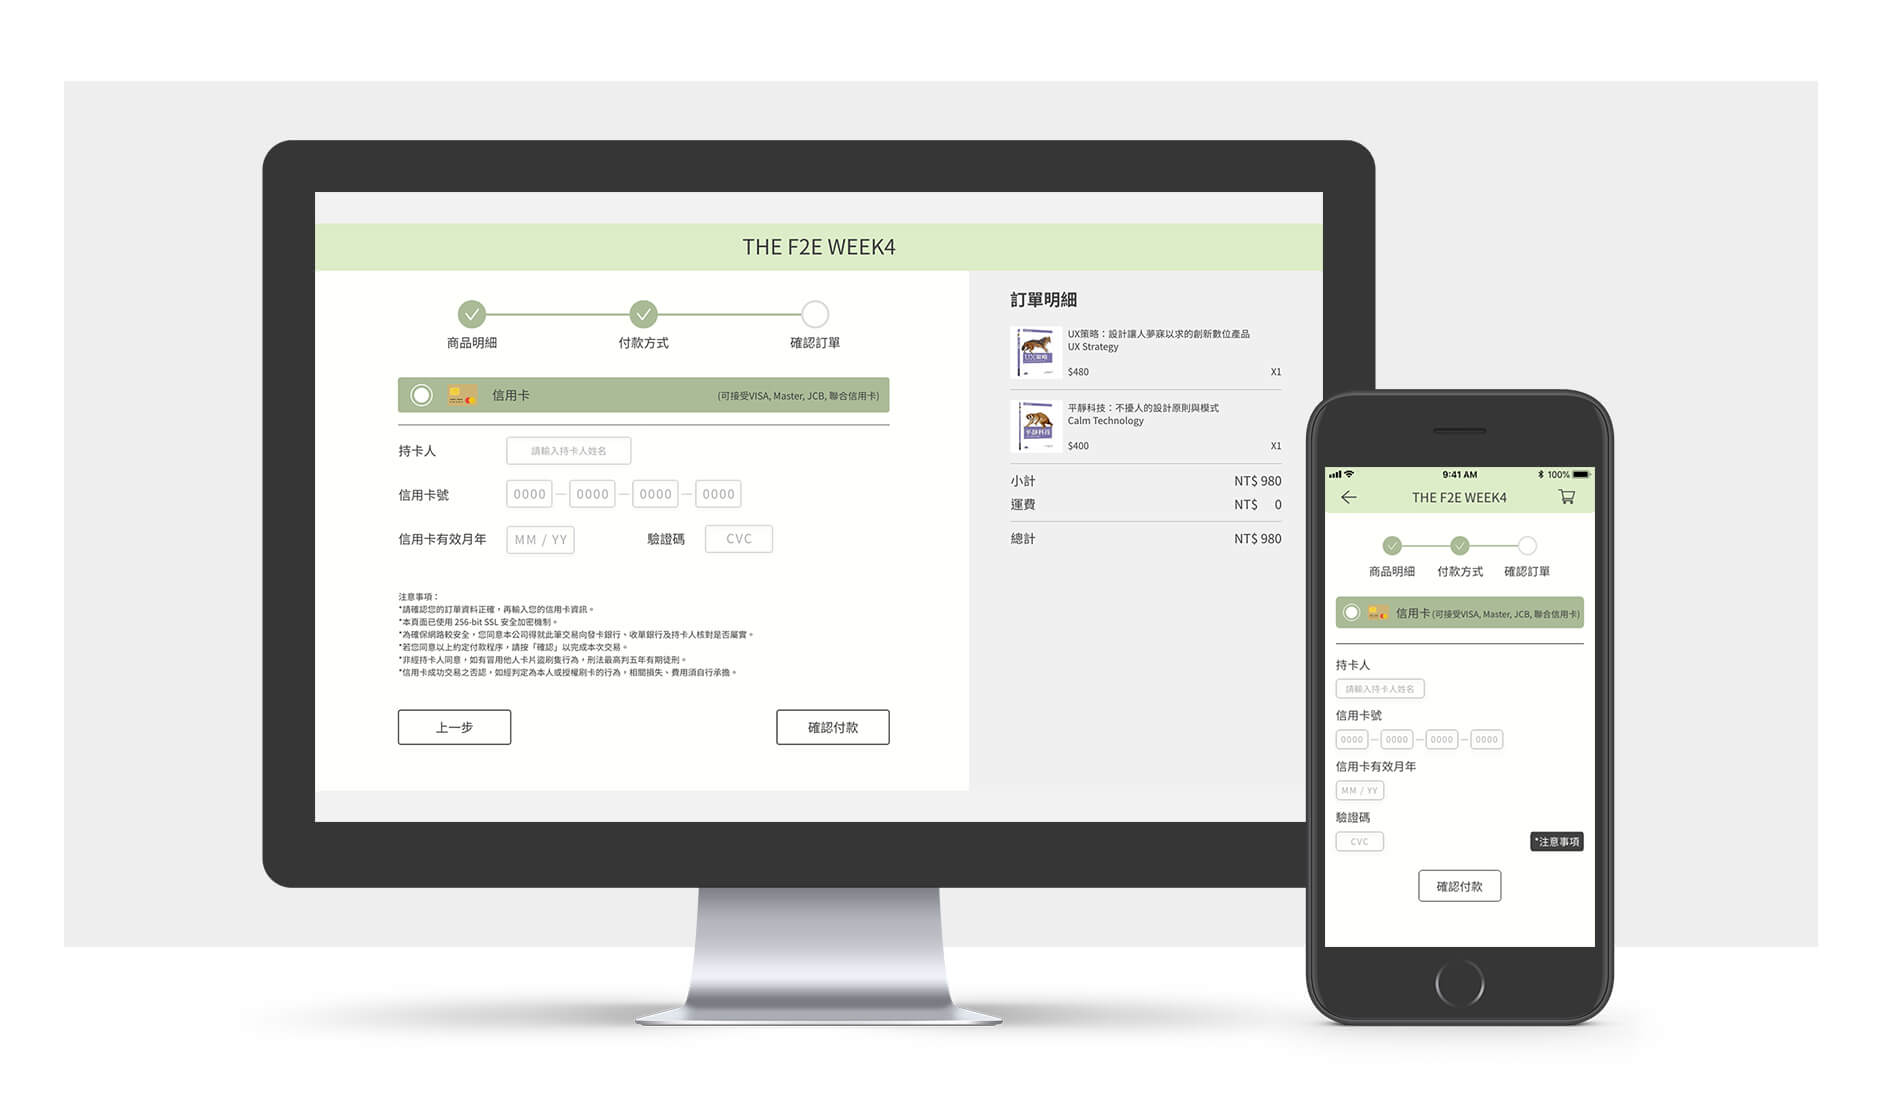 THE F2E WEEK4
商品明細
付款方式
確認訂單
信用卡
(可接受VISA, Master, JCB, 聯合信用卡)
持卡人
請輸入持卡人姓名
信用卡號
0000 — 0000 — 0000 — 0000
信用卡有效月年
MM / YY
驗證碼
CVC
注意事項：
*請確認您的訂單資料正確，再輸入您的信用卡資訊。
*本頁面已使用 256-bit SSL 安全加密機制。
*為確保網路較安全，您同意本公司得就此筆交易向發卡銀行、收單銀行及持卡人核對是否屬實。
*若您同意以上約定付款程序，請按「確認」以完成本次交易。
*非經持卡人同意，如有冒用他人卡片盜刷隻行為，刑法最高判五年有期徒刑。
*信用卡成功交易之否認，如經判定為本人或授權刷卡的行為，相關損失、費用須自行承擔。
上一步
確認付款
訂單明細
UX策略
UX策略：設計讓人夢寐以求的創新數位產品
UX Strategy
$480 X1
平靜科技
平靜科技：不擾人的設計原則與模式
Calm Technology
$400 X1
小計 NT$ 980
運費 NT$ 0
總計 NT$ 980
9:41 AM
100%
THE F2E WEEK4
商品明細
付款方式
確認訂單
信用卡 (可接受VISA, Master, JCB, 聯合信用卡)
持卡人
請輸入持卡人姓名
信用卡號
0000 — 0000 — 0000 — 0000
信用卡有效月年
MM / YY
驗證碼
CVC
*注意事項
確認付款